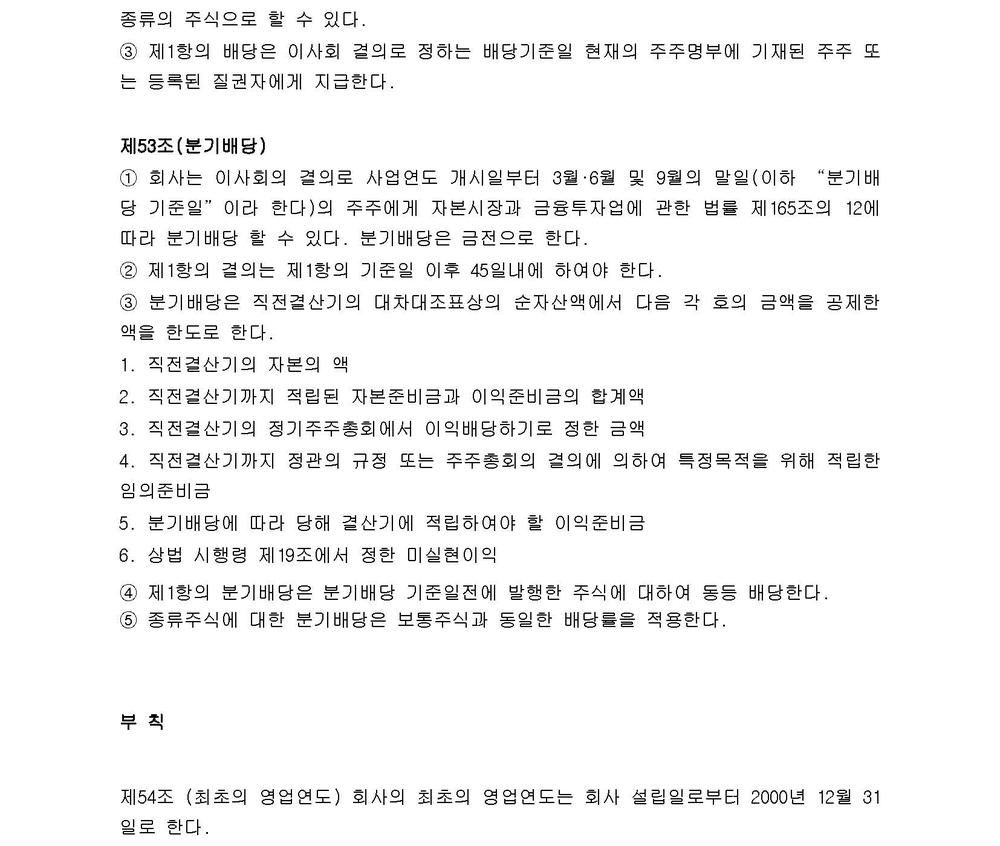 종류의 주식으로 할 수 있다.
③ 제1항의 배당은 이사회 결의로 정하는 배당기준일 현재의 주주명부에 기재된 주주 또
는 등록된 질권자에게 지급한다.
제53조(분기배당)
① 회사는 이사회의 결의로 사업연도 개시일부터 3월·6월 및 9월의 말일(이하 “분기배
당 기준일”이라 한다)의 주주에게 자본시장과 금융투자업에 관한 법률 제165조의 12에
따라 분기배당 할 수 있다. 분기배당은 금전으로 한다.
② 제1항의 결의는 제1항의 기준일 이후 45일내에 하여야 한다.
③ 분기배당은 직전결산기의 대차대조표상의 순자산액에서 다음 각 호의 금액을 공제한
액을 한도로 한다.
1. 직전결산기의 자본의 액
2. 직전결산기까지 적립된 자본준비금과 이익준비금의 합계액
3. 직전결산기의 정기주주총회에서 이익배당하기로 정한 금액
4. 직전결산기까지 정관의 규정 또는 주주총회의 결의에 의하여 특정목적을 위해 적립한
임의준비금
5. 분기배당에 따라 당해 결산기에 적립하여야 할 이익준비금
6. 상법 시행령 제19조에서 정한 미실현이익
④ 제1항의 분기배당은 분기배당 기준일전에 발행한 주식에 대하여 동등 배당한다.
⑤ 종류주식에 대한 분기배당은 보통주식과 동일한 배당률을 적용한다.
부 칙
제54조 (최초의 영업연도) 회사의 최초의 영업연도는 회사 설립일로부터 2000년 12월 31
일로 한다.